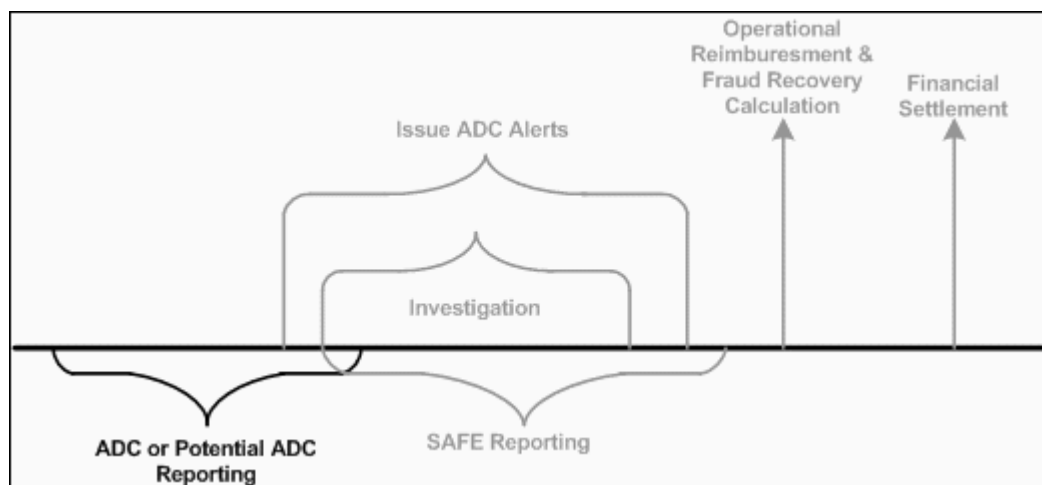 Operational
Reimburesment &
Fraud Recovery
Calculation
Financial
Settlement
Issue ADC Alerts
Investigation
ADC or Potential ADC
Reporting
SAFE Reporting